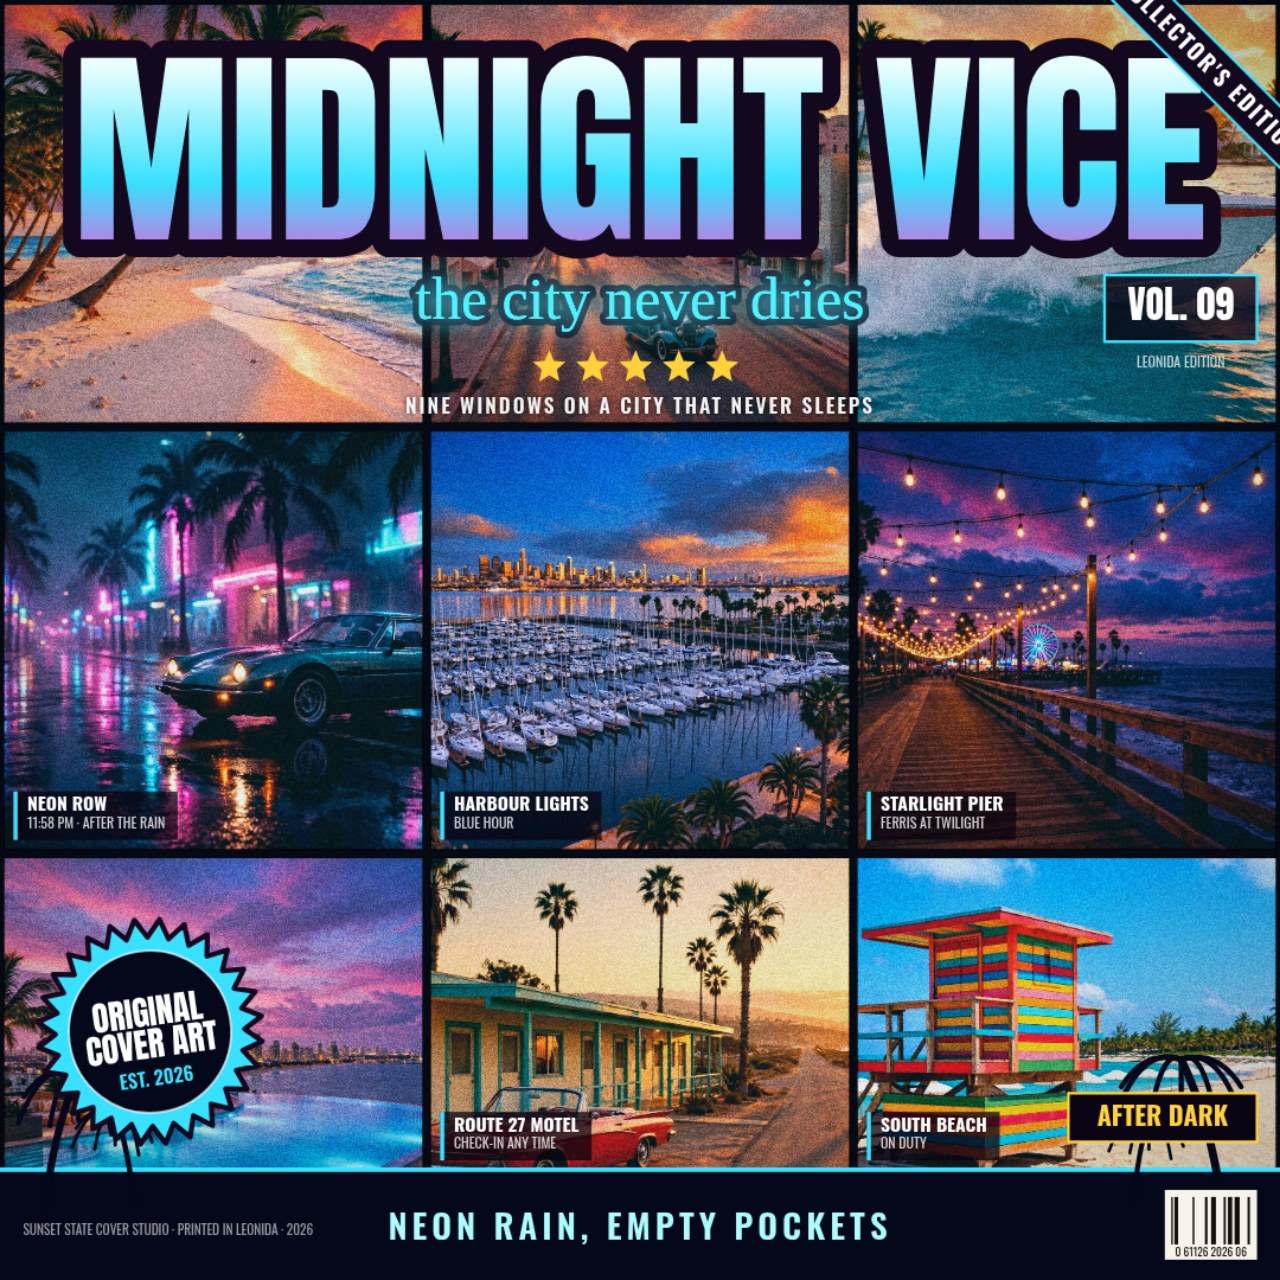 COLLECTOR'S EDITION
MIDNIGHT VICE
the city never dries
VOL. 09
LEONIDA EDITION
NINE WINDOWS ON A CITY THAT NEVER SLEEPS
NEON ROW
11:58 PM · AFTER THE RAIN
HARBOUR LIGHTS
BLUE HOUR
STARLIGHT PIER
FERRIS AT TWILIGHT
ORIGINAL
COVER ART
EST. 2026
ROUTE 27 MOTEL
CHECK-IN ANY TIME
SOUTH BEACH
ON DUTY
AFTER DARK
SUNSET STATE COVER STUDIO · PRINTED IN LEONIDA · 2026
NEON RAIN, EMPTY POCKETS
0 61126 2026 06